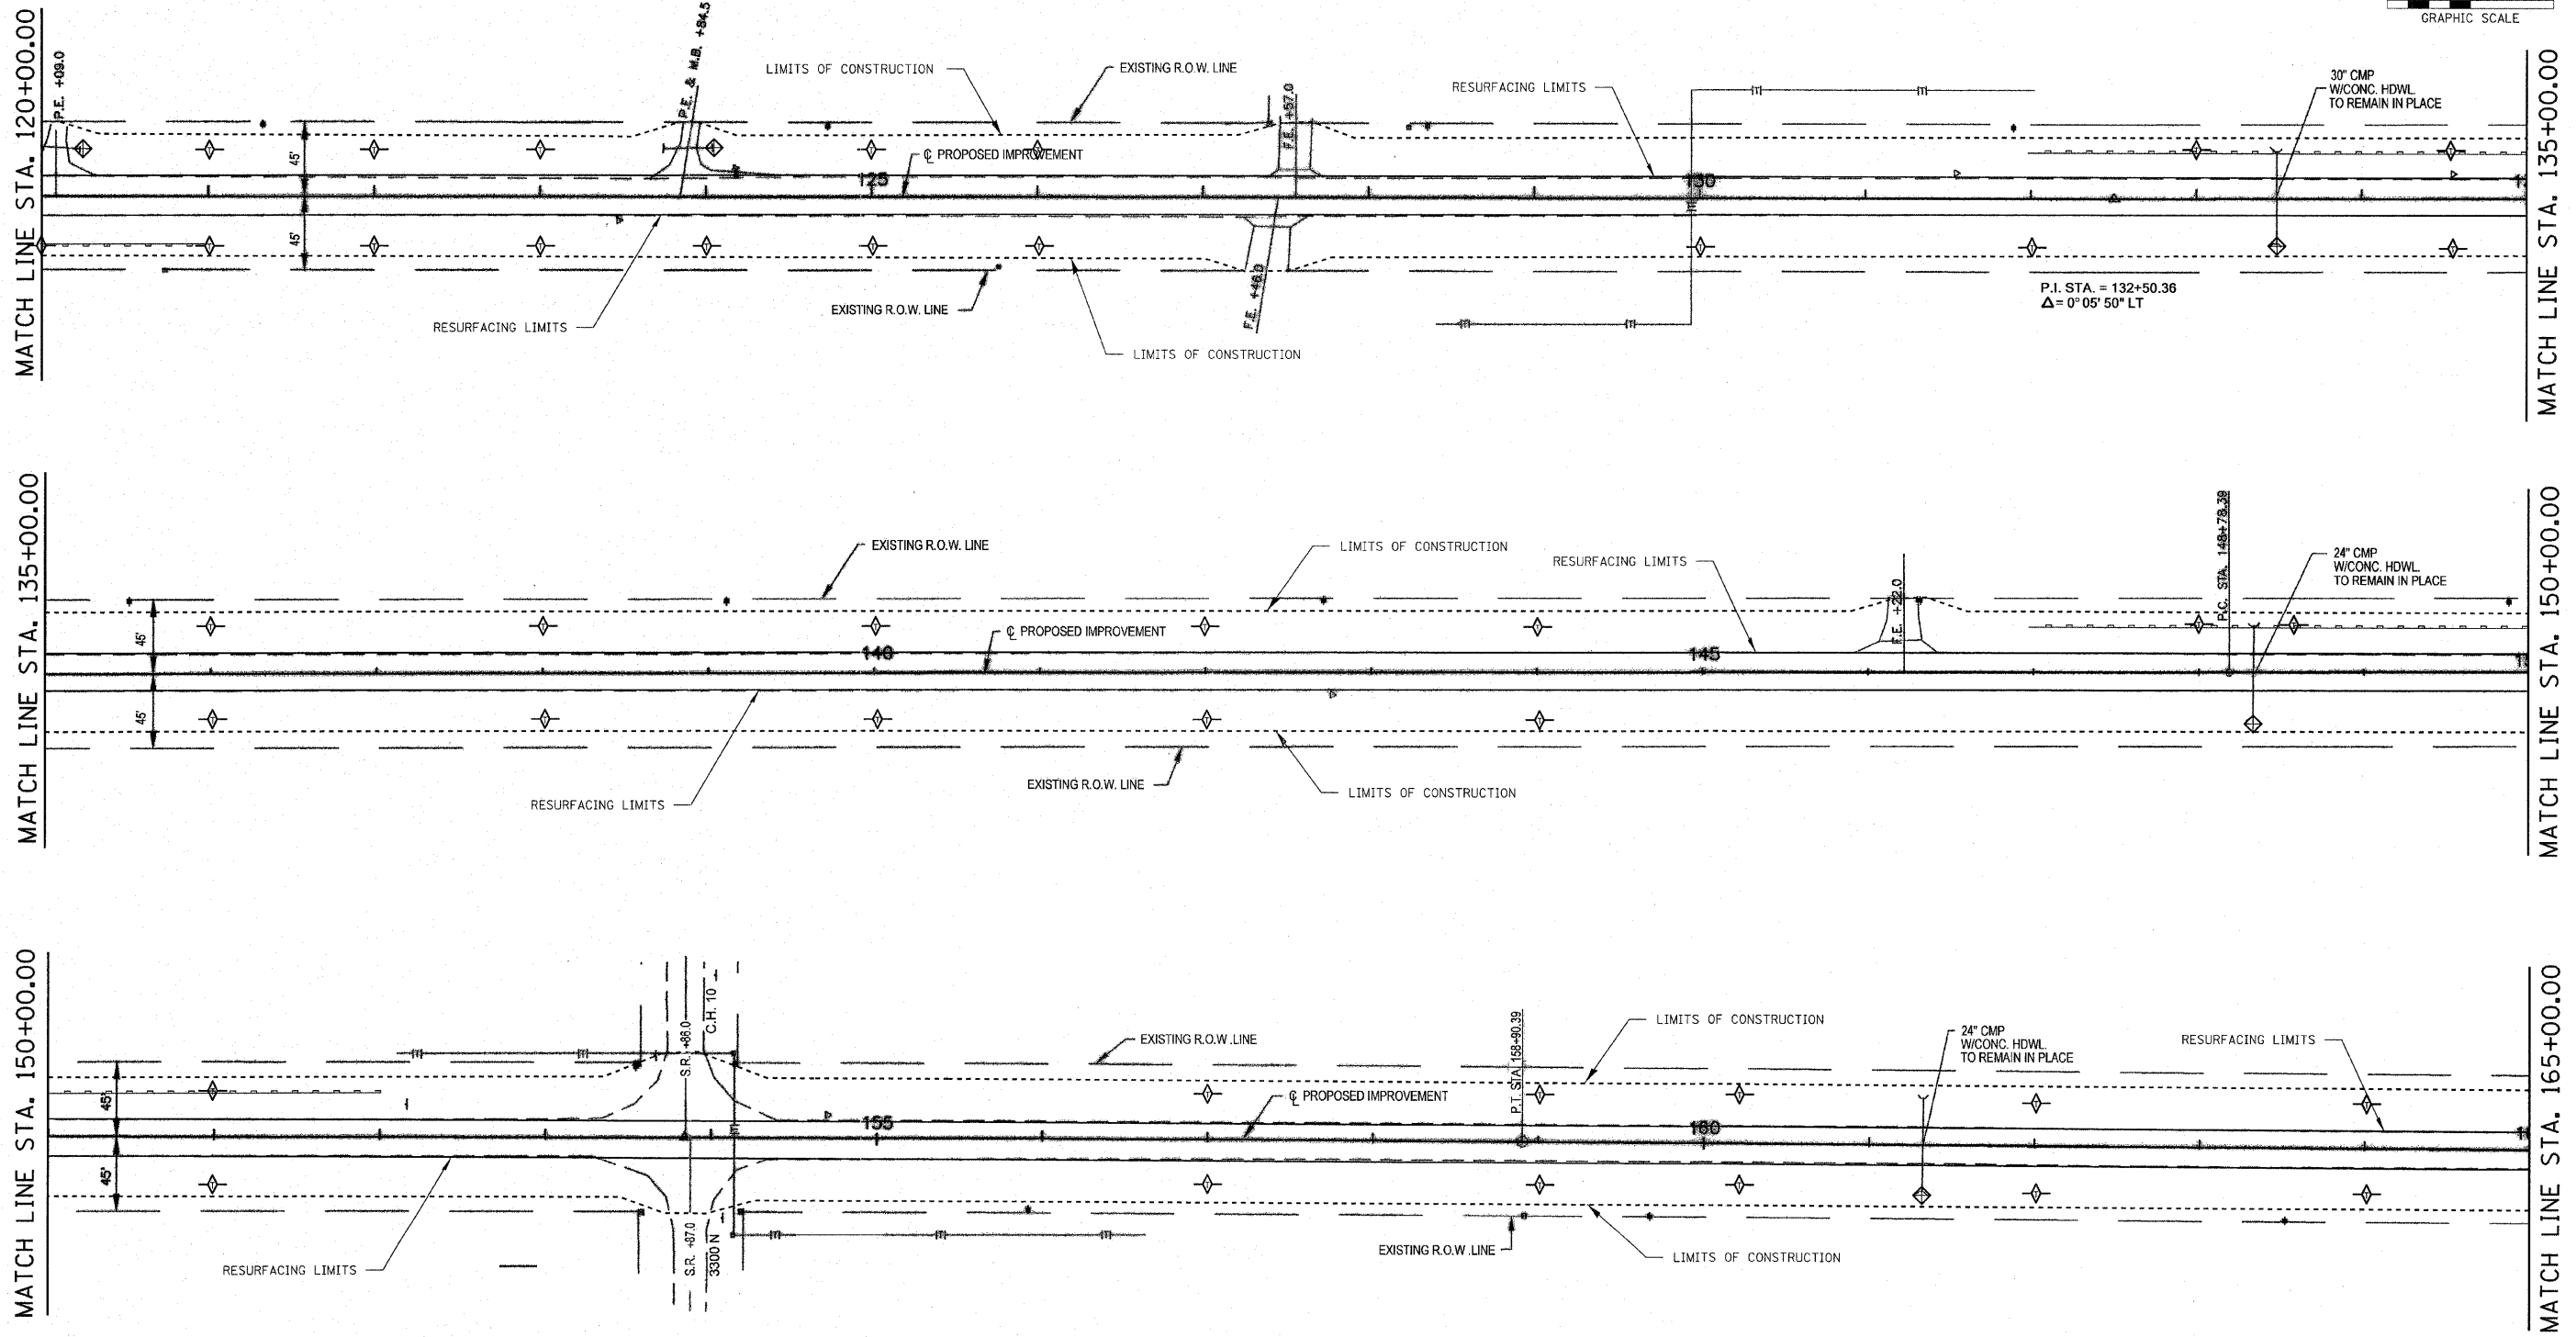 GRAPHIC SCALE
MATCH LINE STA. 120+00.00
P.E. +09.0
P.E. & M.B. +84.5
LIMITS OF CONSTRUCTION
EXISTING R.O.W. LINE
F.E. +57.0
RESURFACING LIMITS
30" CMP
W/CONC. HDWL.
TO REMAIN IN PLACE
MATCH LINE STA. 135+00.00
45'
℄ PROPOSED IMPROVEMENT
125
130
45'
F.E. +46.0
P.I. STA. = 132+50.36
Δ = 0° 05' 50" LT
EXISTING R.O.W. LINE
RESURFACING LIMITS
LIMITS OF CONSTRUCTION
MATCH LINE STA. 135+00.00
EXISTING R.O.W. LINE
LIMITS OF CONSTRUCTION
RESURFACING LIMITS
F.E. +22.0
P.C. STA. 148+78.39
24" CMP
W/CONC. HDWL.
TO REMAIN IN PLACE
MATCH LINE STA. 150+00.00
45'
℄ PROPOSED IMPROVEMENT
140
145
45'
EXISTING R.O.W. LINE
RESURFACING LIMITS
LIMITS OF CONSTRUCTION
MATCH LINE STA. 150+00.00
S.R. +86.0
C.H. 10
EXISTING R.O.W. LINE
P.T. STA. 158+90.39
LIMITS OF CONSTRUCTION
24" CMP
W/CONC. HDWL.
TO REMAIN IN PLACE
RESURFACING LIMITS
MATCH LINE STA. 165+00.00
45'
℄ PROPOSED IMPROVEMENT
155
160
45'
S.R. +87.0
3300 N
RESURFACING LIMITS
EXISTING R.O.W. LINE
LIMITS OF CONSTRUCTION